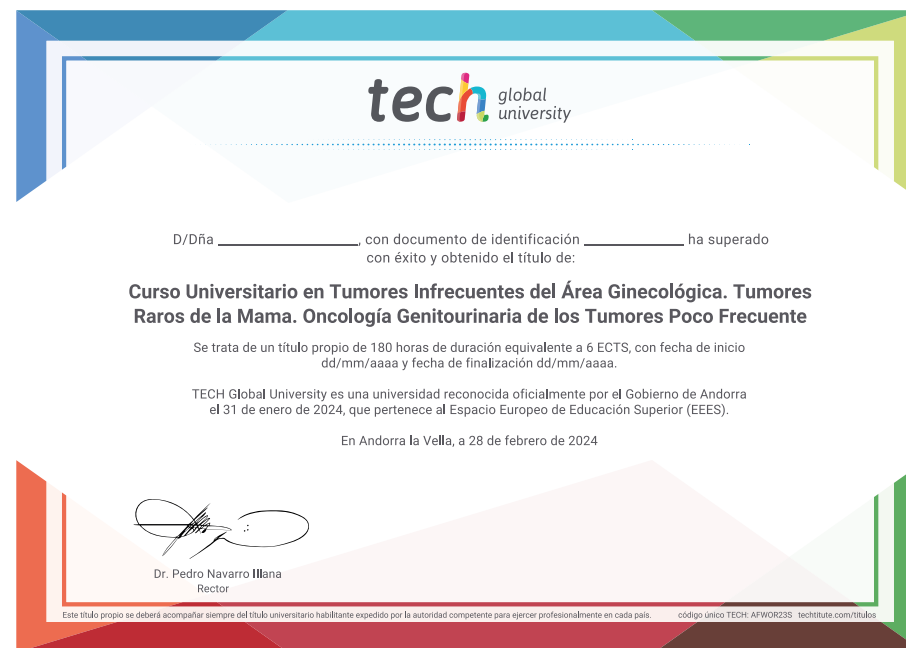 tech global university
D/Dña ____________, con documento de identificación ____________ ha superado
con éxito y obtenido el título de:
Curso Universitario en Tumores Infrecuentes del Área Ginecológica. Tumores
Raros de la Mama. Oncología Genitourinaria de los Tumores Poco Frecuente
Se trata de un título propio de 180 horas de duración equivalente a 6 ECTS, con fecha de inicio
dd/mm/aaaa y fecha de finalización dd/mm/aaaa.
TECH Global University es una universidad reconocida oficialmente por el Gobierno de Andorra
el 31 de enero de 2024, que pertenece al Espacio Europeo de Educación Superior (EEES).
En Andorra la Vella, a 28 de febrero de 2024
Dr. Pedro Navarro Illana
Rector
Este título propio se deberá acompañar siempre del título universitario habilitante expedido por la autoridad competente para ejercer profesionalmente en cada país. código único TECH: AFWOR23S techtitute.com/titulos